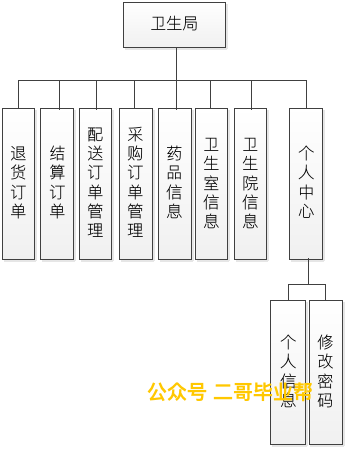 卫生局
退货订单
结算订单
配送订单管理
采购订单管理
药品信息
卫生室信息
卫生院信息
个人中心
个人信息
修改密码
公众号 二哥毕业帮